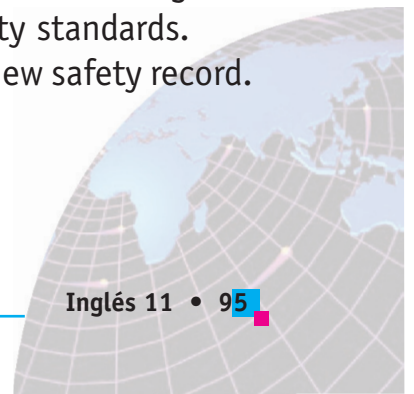 ty standards.
ew safety record.
Inglés 11 • 95